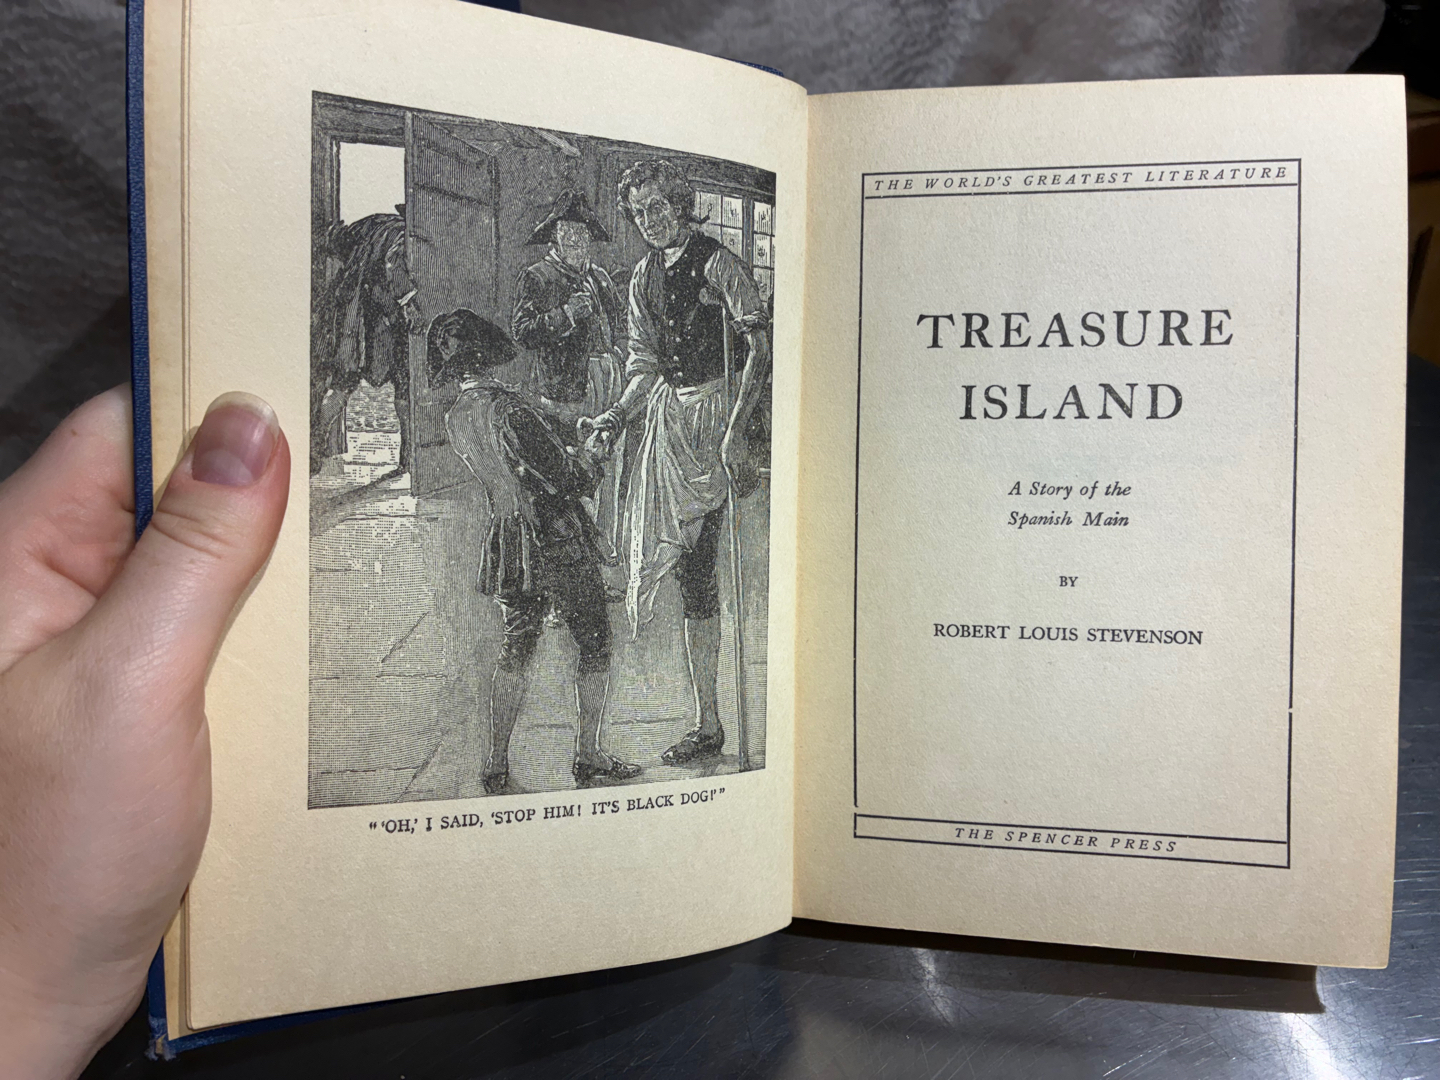 "'OH,' I SAID, 'STOP HIM! IT'S BLACK DOG!'"
THE WORLD'S GREATEST LITERATURE
TREASURE
ISLAND
A Story of the
Spanish Main
BY
ROBERT LOUIS STEVENSON
THE SPENCER PRESS